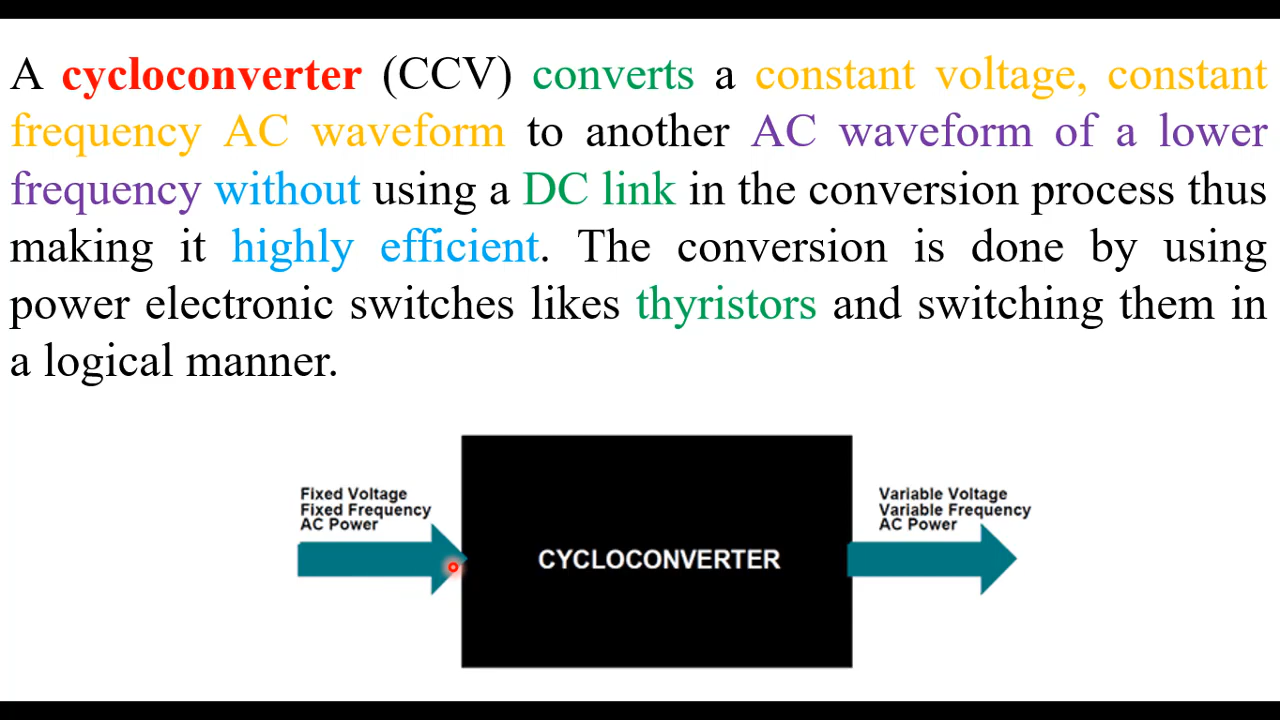 A cycloconverter (CCV) converts a constant voltage, constant
frequency AC waveform to another AC waveform of a lower
frequency without using a DC link in the conversion process thus
making it highly efficient. The conversion is done by using
power electronic switches likes thyristors and switching them in
a logical manner.
Fixed Voltage
Fixed Frequency
AC Power
CYCLOCONVERTER
Variable Voltage
Variable Frequency
AC Power